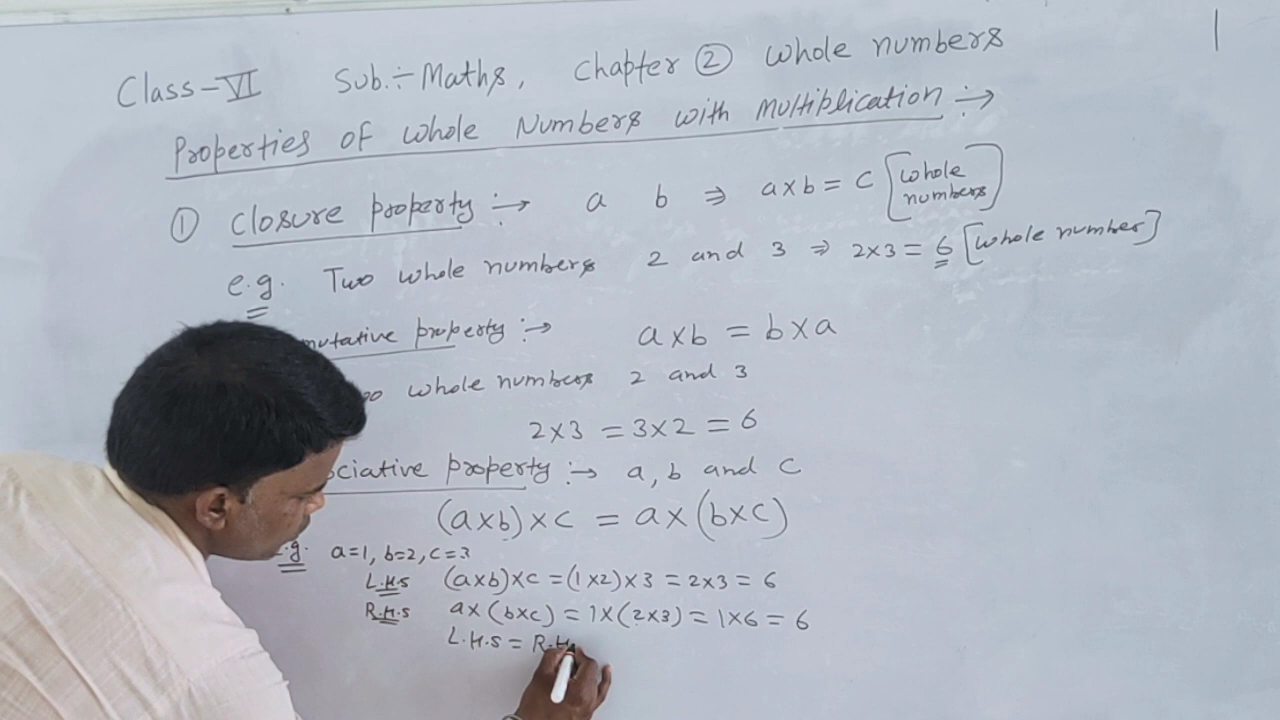 Class-VI Sub.÷Maths, Chapter ② Whole numbers
Properties of Whole Numbers with Multiplication :→
① Closure property :→ a b ⇒ a×b = c [whole numbers]
e.g. Two whole numbers 2 and 3 ⇒ 2×3 = 6 [whole number]
mutative property :→ a×b = b×a
whole numbers 2 and 3
2×3 = 3×2 = 6
ciative property :→ a, b and c
(a×b)×c = a×(b×c)
e.g. a=1, b=2, c=3
L.H.S (a×b)×c = (1×2)×3 = 2×3 = 6
R.H.S a×(b×c) = 1×(2×3) = 1×6 = 6
L.H.S = R.H